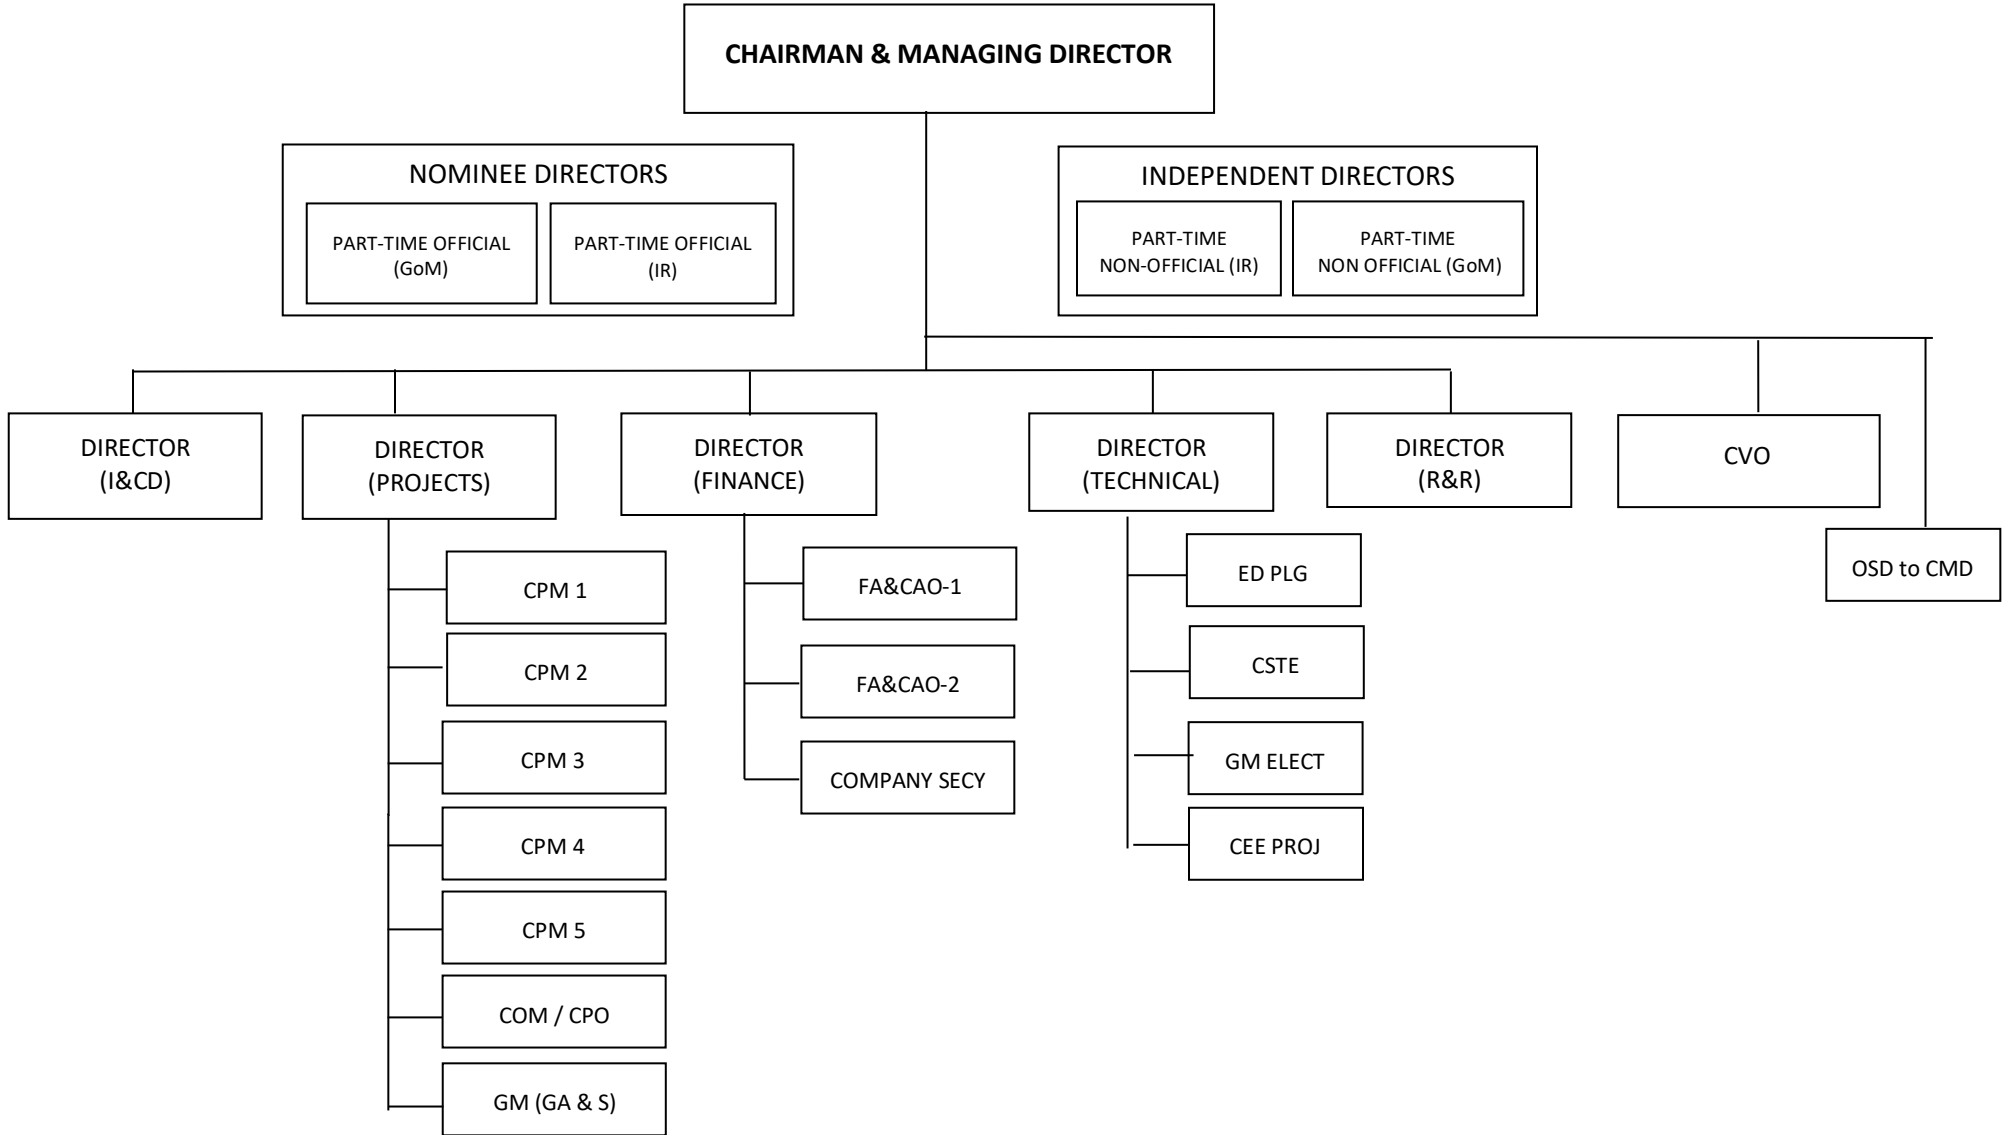 CHAIRMAN & MANAGING DIRECTOR
NOMINEE DIRECTORS
PART-TIME OFFICIAL
(GoM)
PART-TIME OFFICIAL
(IR)
INDEPENDENT DIRECTORS
PART-TIME
NON-OFFICIAL (IR)
PART-TIME
NON OFFICIAL (GoM)
DIRECTOR
(I&CD)
DIRECTOR
(PROJECTS)
DIRECTOR
(FINANCE)
DIRECTOR
(TECHNICAL)
DIRECTOR
(R&R)
CVO
OSD to CMD
CPM 1
CPM 2
CPM 3
CPM 4
CPM 5
COM / CPO
GM (GA & S)
FA&CAO-1
FA&CAO-2
COMPANY SECY
ED PLG
CSTE
GM ELECT
CEE PROJ